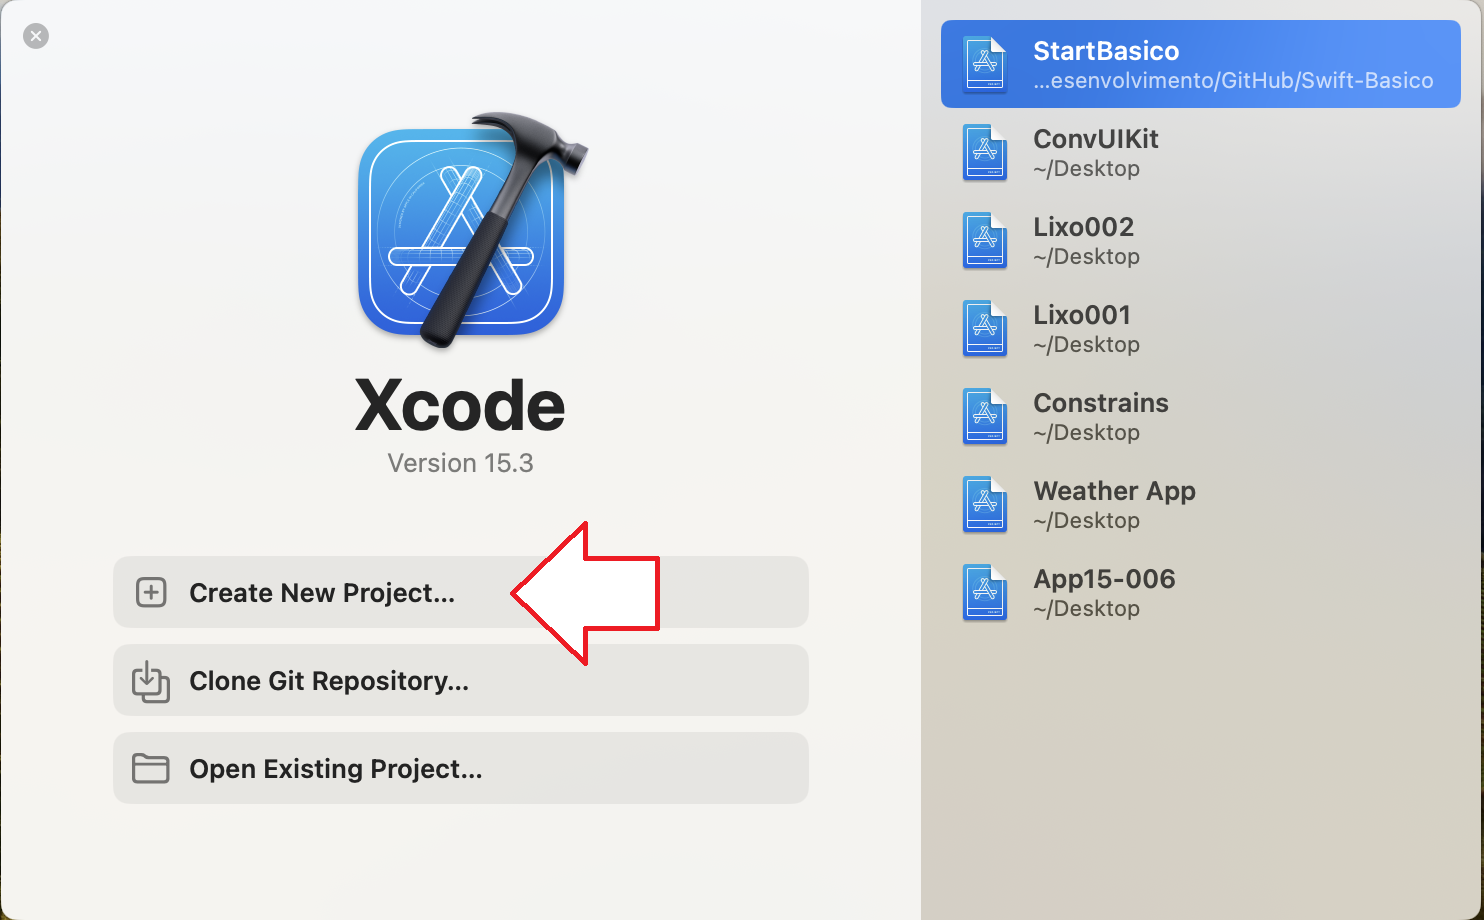 Xcode
Version 15.3
Create New Project...
Clone Git Repository...
Open Existing Project...
StartBasico
...esenvolvimento/GitHub/Swift-Basico
ConvUIKit
~/Desktop
Lixo002
~/Desktop
Lixo001
~/Desktop
Constrains
~/Desktop
Weather App
~/Desktop
App15-006
~/Desktop